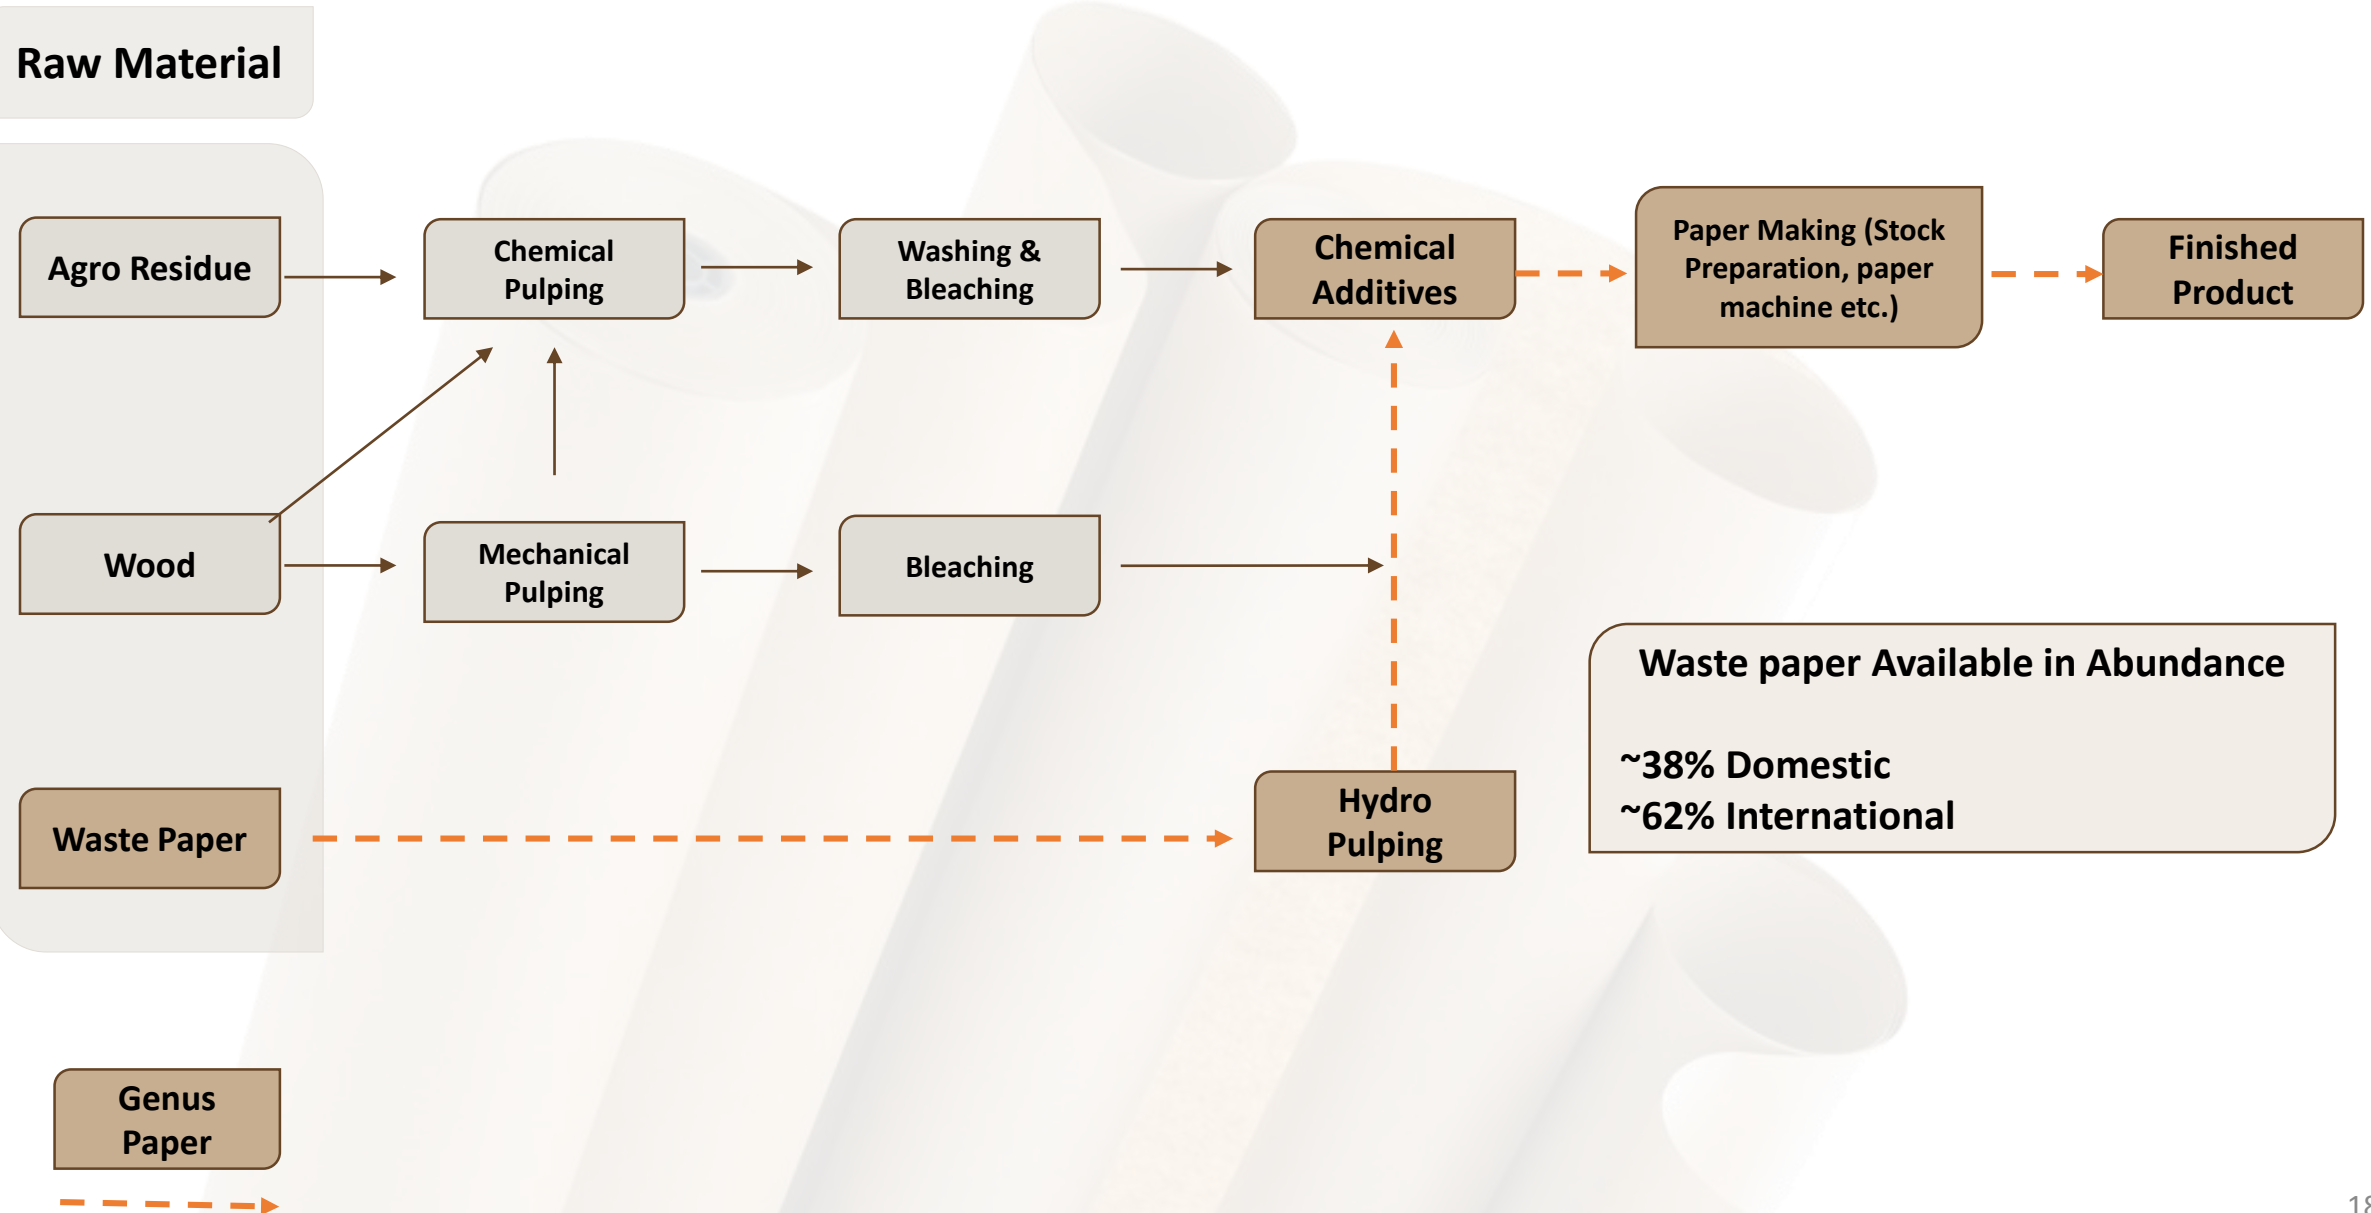 Raw Material
Agro Residue
Chemical
Pulping
Washing &
Bleaching
Chemical
Additives
Paper Making (Stock
Preparation, paper
machine etc.)
Finished
Product
Wood
Mechanical
Pulping
Bleaching
Waste Paper
Hydro
Pulping
Waste paper Available in Abundance
~38% Domestic
~62% International
Genus
Paper
18